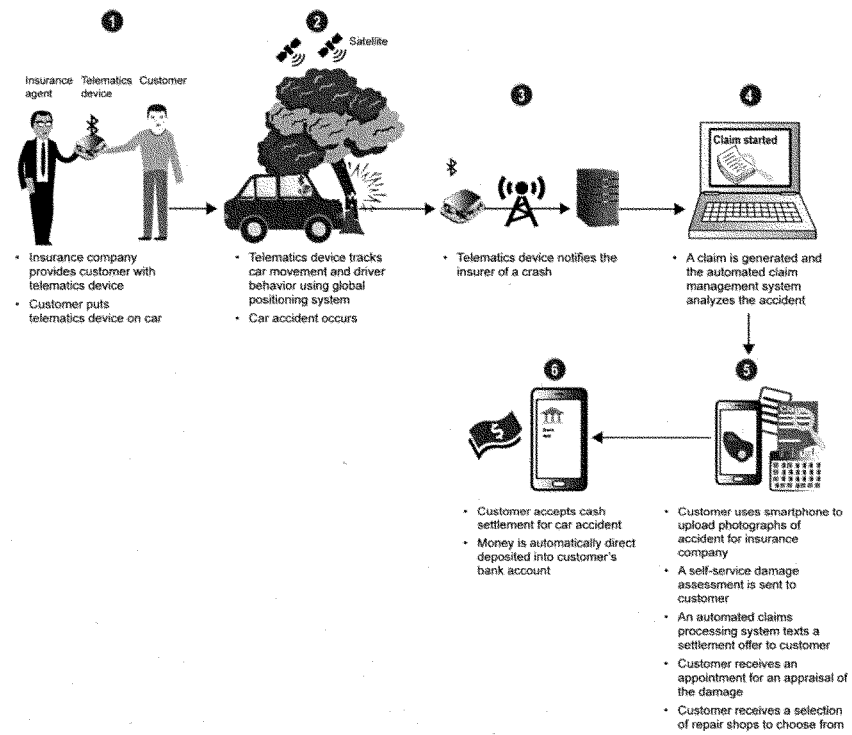 1
Insurance agent
Telematics device
Customer
• Insurance company
provides customer with
telematics device
• Customer puts
telematics device on car
2
Satellite
• Telematics device tracks
car movement and driver
behavior using global
positioning system
• Car accident occurs
3
• Telematics device notifies the
insurer of a crash
4
Claim started
• A claim is generated and
the automated claim
management system
analyzes the accident
5
• Customer uses smartphone to
upload photographs of
accident for insurance
company
• A self-service damage
assessment is sent to
customer
• An automated claims
processing system texts a
settlement offer to customer
• Customer receives an
appointment for an appraisal of
the damage
• Customer receives a selection
of repair shops to choose from
6
$
• Customer accepts cash
settlement for car accident
• Money is automatically direct
deposited into customer's
bank account